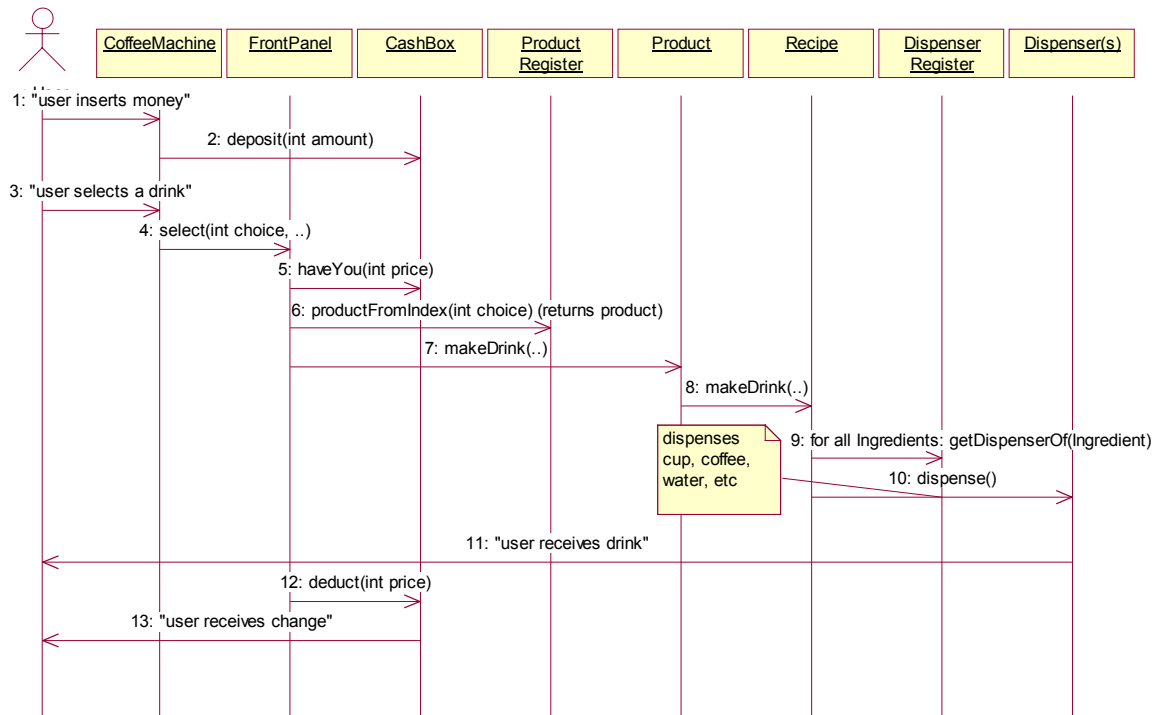 CoffeeMachine
FrontPanel
CashBox
Product
Register
Product
Recipe
Dispenser
Register
Dispenser(s)
1: "user inserts money"
2: deposit(int amount)
3: "user selects a drink"
4: select(int choice, ..)
5: haveYou(int price)
6: productFromIndex(int choice) (returns product)
7: makeDrink(..)
8: makeDrink(..)
dispenses
cup, coffee,
water, etc
9: for all Ingredients: getDispenserOf(Ingredient)
10: dispense()
11: "user receives drink"
12: deduct(int price)
13: "user receives change"